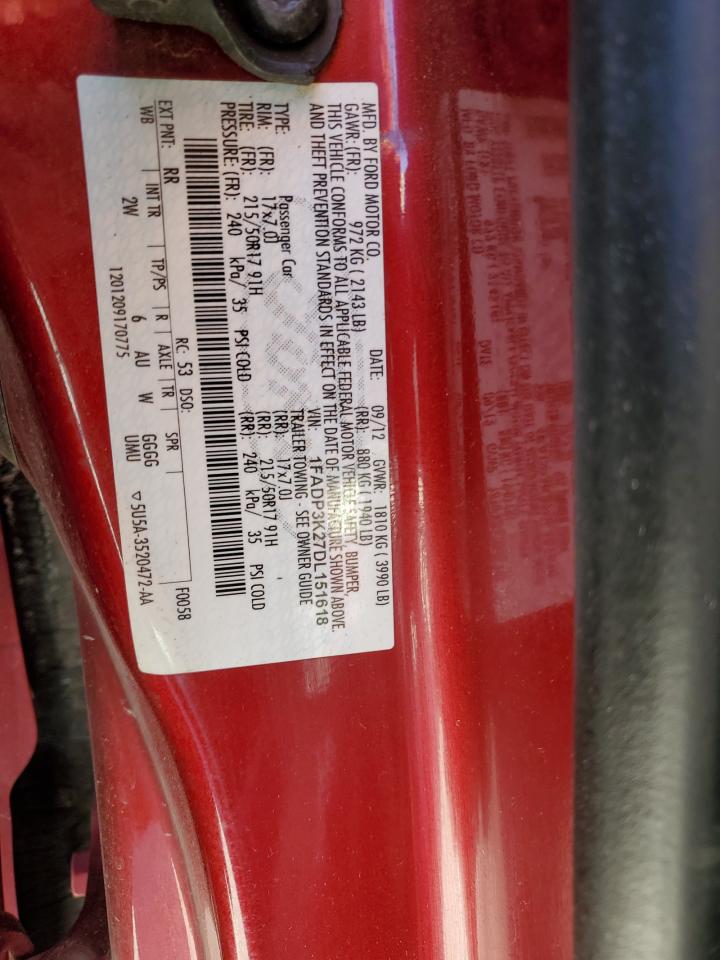 MFD. BY FORD MOTOR CO.
DATE: 09/12 GVWR: 1810 KG ( 3990 LB)
GAWR: (FR): 972 KG ( 2143 LB) (RR): 880 KG ( 1940 LB)
THIS VEHICLE CONFORMS TO ALL APPLICABLE FEDERAL MOTOR VEHICLE SAFETY, BUMPER,
AND THEFT PREVENTION STANDARDS IN EFFECT ON THE DATE OF MANUFACTURE SHOWN ABOVE.
VIN: 1FADP3K27DL151618
TYPE: Passenger Car TRAILER TOWING - SEE OWNER GUIDE
RIM: (FR): 17x7.0J (RR): 17x7.0J
TIRE: (FR): 215/50R17 91H (RR): 215/50R17 91H
PRESSURE: (FR): 240 kPa/ 35 PSI COLD (RR): 240 kPa/ 35 PSI COLD
F0058
EXT PNT: RR RC: 53 DSO:
WB INT TR TP/PS R AXLE TR SPR
2W 6 AU W GGGG
UMU
1201209170775 ▽5U5A-3520472-AA